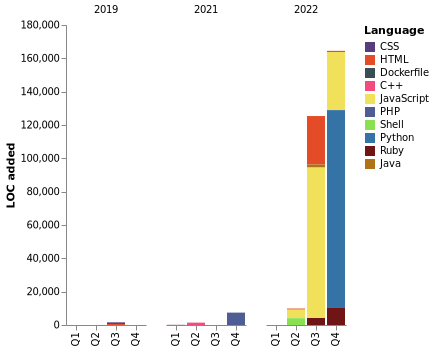 2019 2021 2022
Language
CSS
HTML
Dockerfile
C++
JavaScript
PHP
Shell
Python
Ruby
Java
LOC added
180,000
160,000
140,000
120,000
100,000
80,000
60,000
40,000
20,000
0
Q1 Q2 Q3 Q4 Q1 Q2 Q3 Q4 Q1 Q2 Q3 Q4